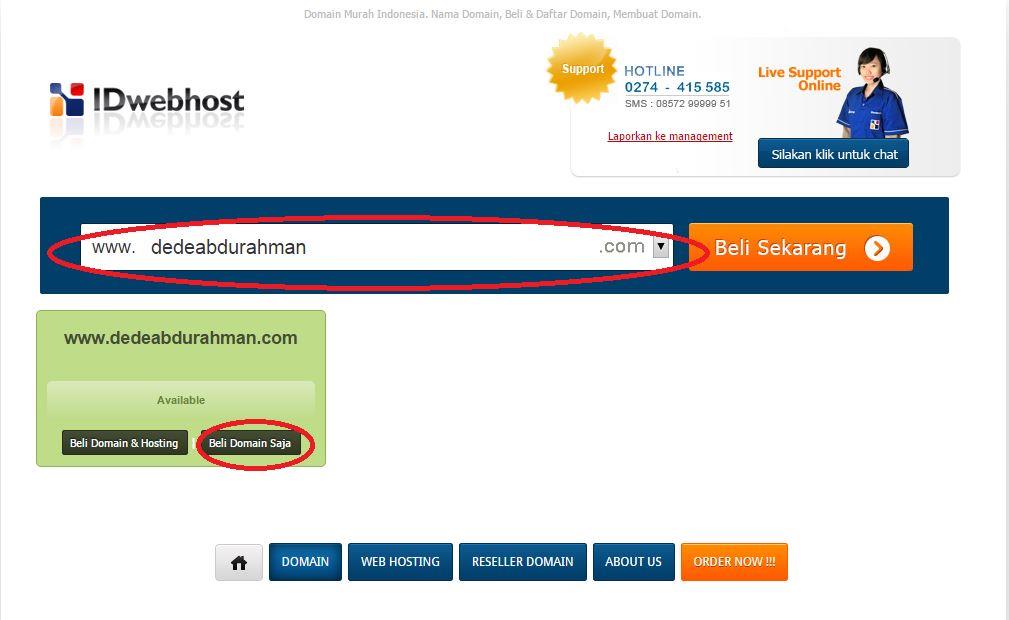 Domain Murah Indonesia. Nama Domain, Beli & Daftar Domain, Membuat Domain.
IDwebhost
Support
HOTLINE
0274 - 415 585
SMS : 08572 99999 51
Laporkan ke management
Live Support
Online
Silakan klik untuk chat
www. dedeabdurahman .com
Beli Sekarang
www.dedeabdurahman.com
Available
Beli Domain & Hosting | Beli Domain Saja
DOMAIN WEB HOSTING RESELLER DOMAIN ABOUT US ORDER NOW !!!